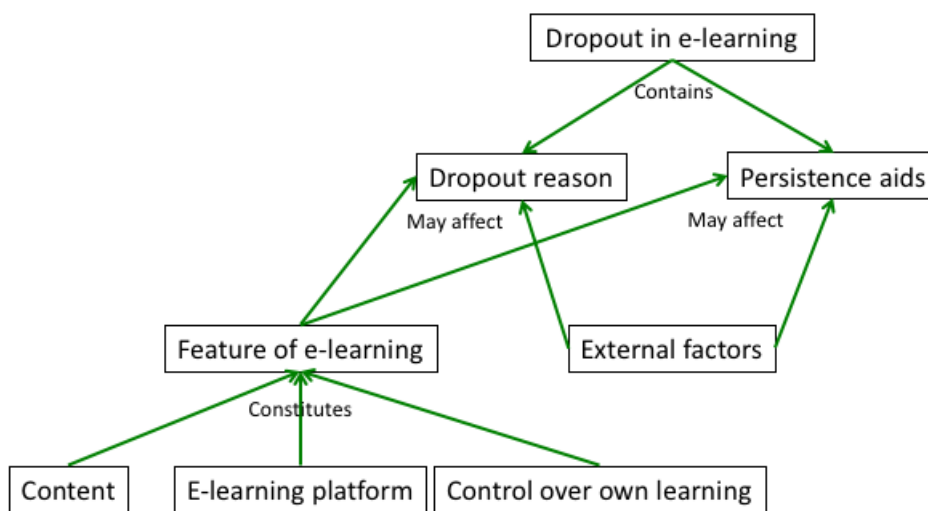 Dropout in e-learning
Contains
Dropout reason
Persistence aids
May affect
May affect
Feature of e-learning
External factors
Constitutes
Content
E-learning platform
Control over own learning